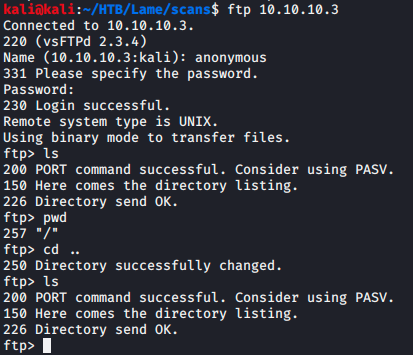 kali@kali:~/HTB/Lame/scans$ ftp 10.10.10.3
Connected to 10.10.10.3.
220 (vsFTPd 2.3.4)
Name (10.10.10.3:kali): anonymous
331 Please specify the password.
Password:
230 Login successful.
Remote system type is UNIX.
Using binary mode to transfer files.
ftp> ls
200 PORT command successful. Consider using PASV.
150 Here comes the directory listing.
226 Directory send OK.
ftp> pwd
257 "/"
ftp> cd ..
250 Directory successfully changed.
ftp> ls
200 PORT command successful. Consider using PASV.
150 Here comes the directory listing.
226 Directory send OK.
ftp>